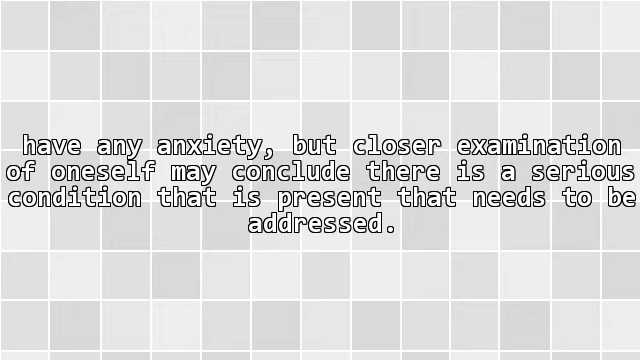 have any anxiety, but closer examination
of oneself may conclude there is a serious
condition that is present that needs to be
addressed.